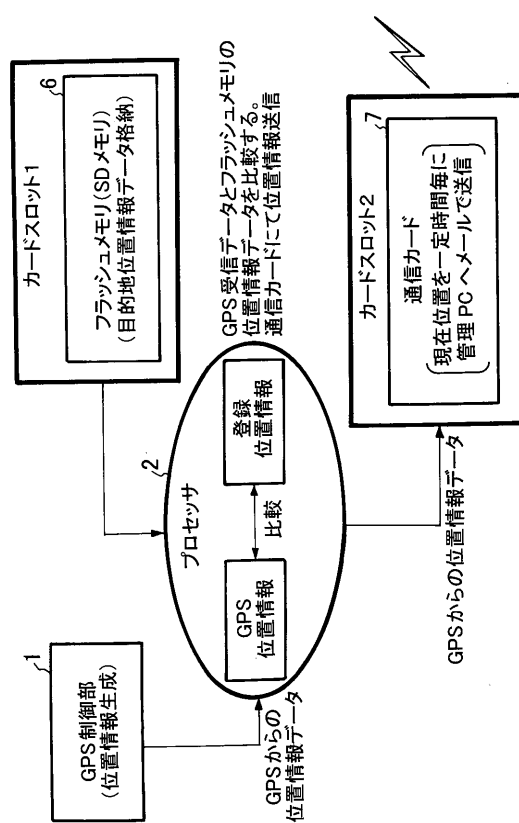 1
GPS制御部
(位置情報生成)
GPSからの
位置情報データ
2
プロセッサ
GPS
位置情報
比較
登録
位置情報
カードスロット1
6
フラッシュメモリ(SDメモリ)
(目的地位置情報データ格納)
GPS受信データとフラッシュメモリの
位置情報データを比較する。
通信カードにて位置情報送信
GPSからの位置情報データ
カードスロット2
7
通信カード
(現在位置を一定時間毎に
管理PCへメールで送信)